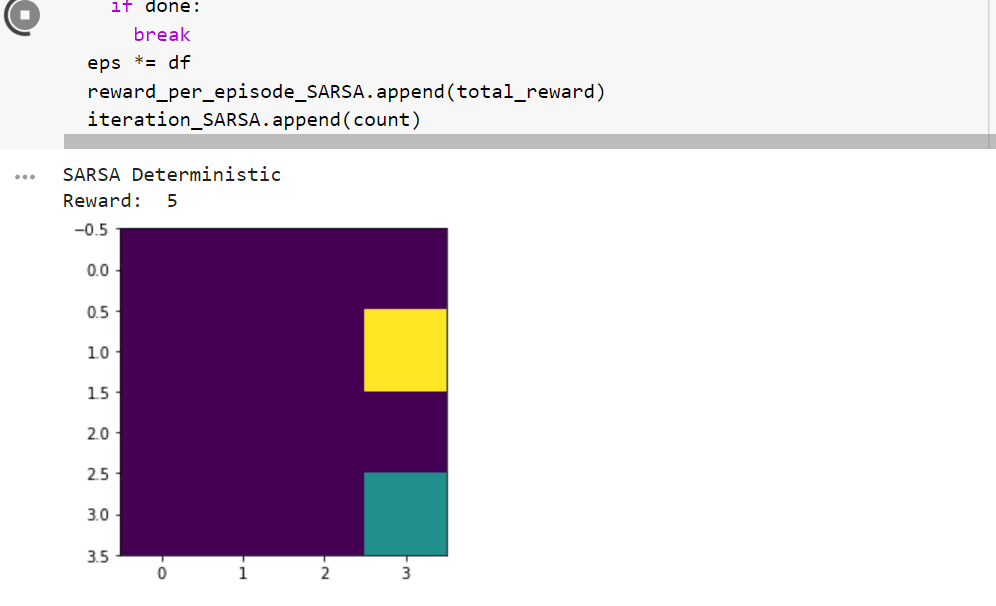 if done:
break
eps *= df
reward_per_episode_SARSA.append(total_reward)
iteration_SARSA.append(count)
SARSA Deterministic
Reward:  5
−0.5
0.0
0.5
1.0
1.5
2.0
2.5
3.0
3.5
0 1 2 3